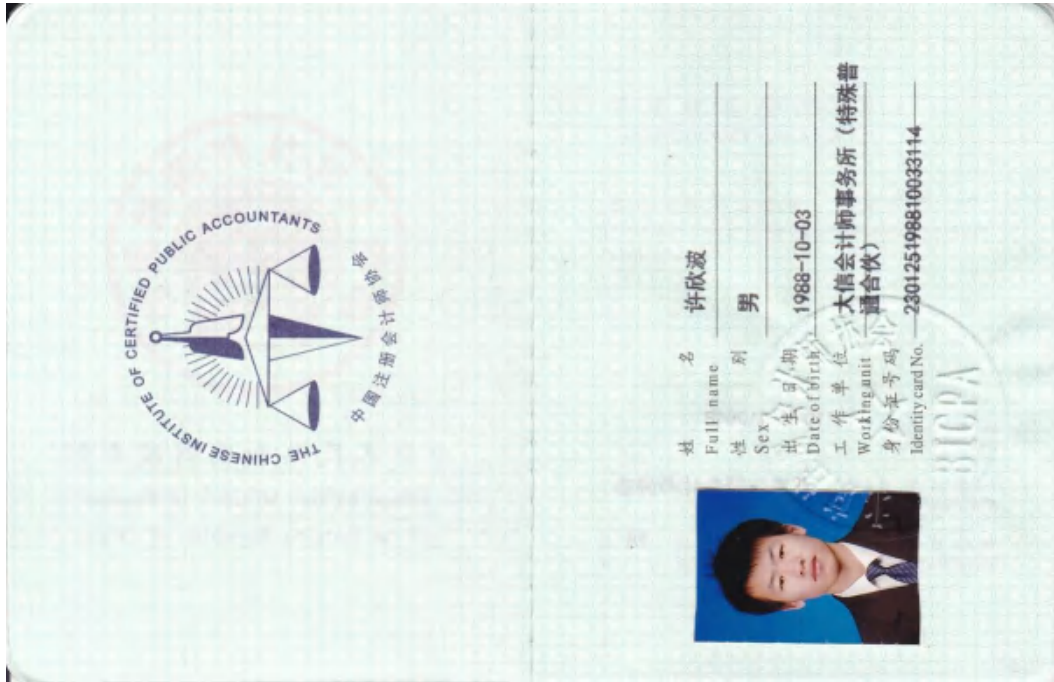 THE CHINESE INSTITUTE OF CERTIFIED PUBLIC ACCOUNTANTS
中国注册会计师协会
姓 名 许欣波
Full name
性 别 男
Sex
出 生 日 期 1988-10-03
Date of birth
工 作 单 位 大信会计师事务所（特殊普
Working unit 通合伙）
身份证号码 230125198810033114
Identity card No.
BICPA